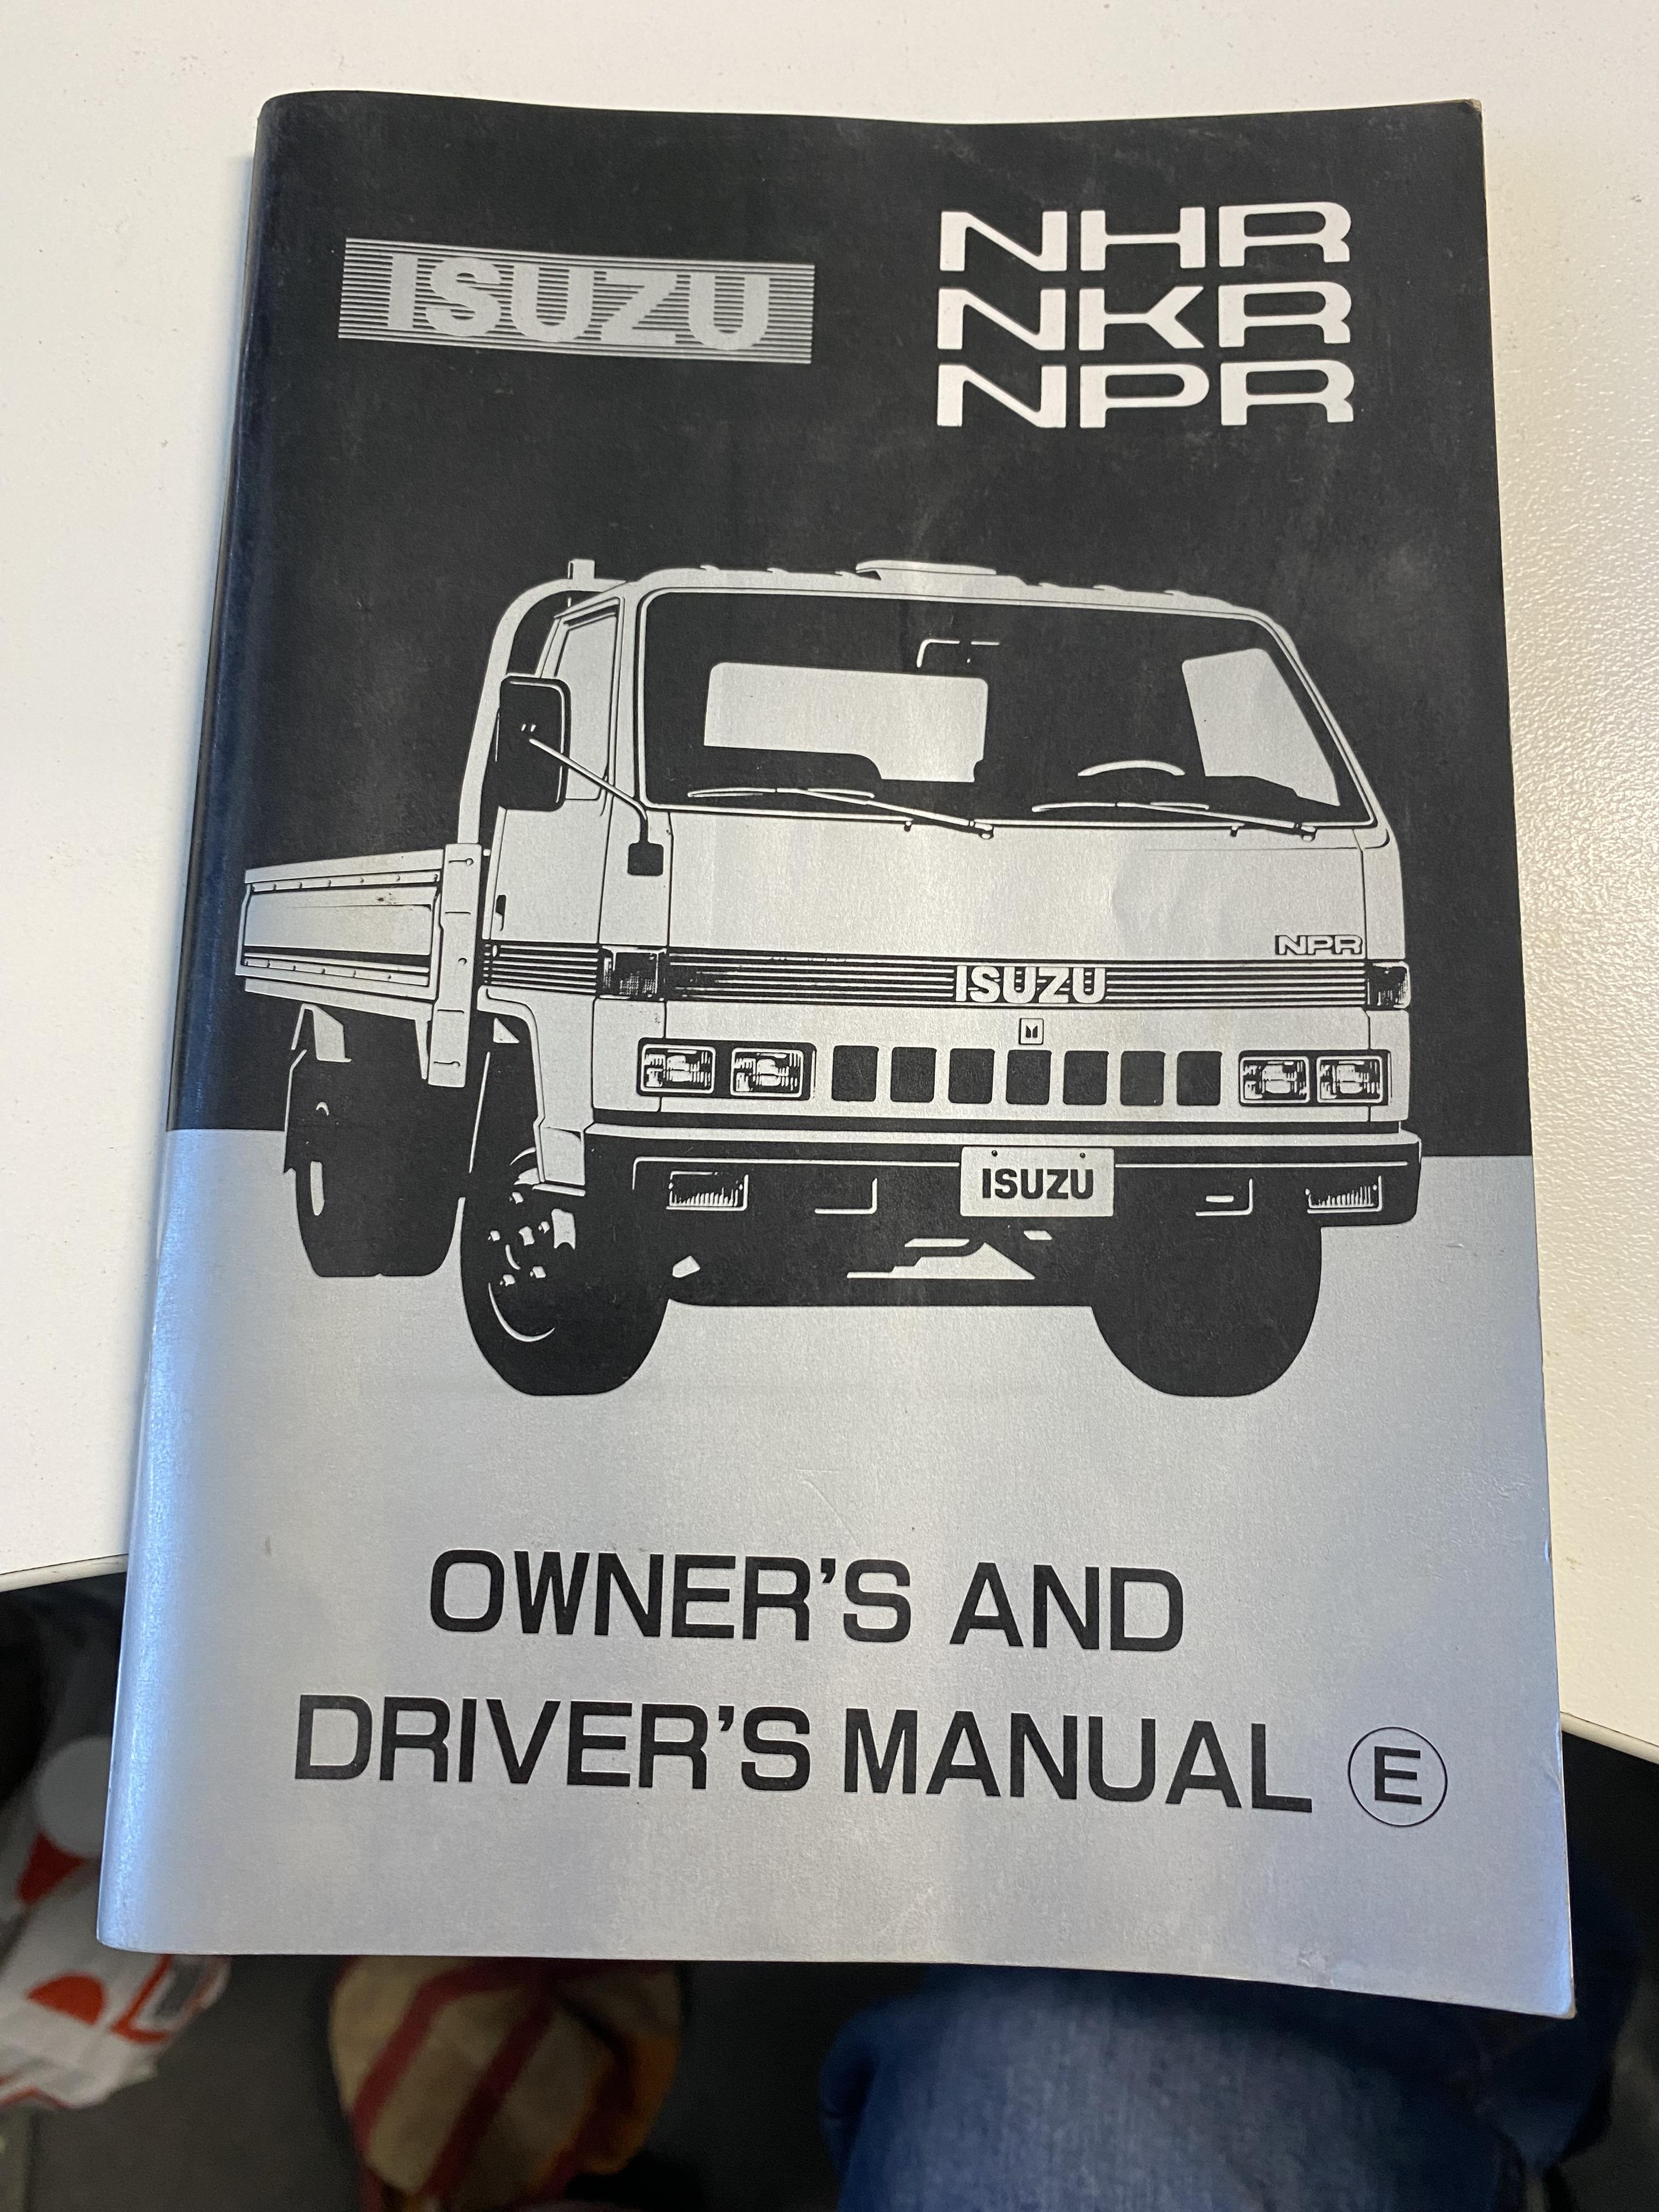 ISUZU
NHR
NKR
NPR
NPR
ISUZU
ISUZU
OWNER'S AND
DRIVER'S MANUAL E